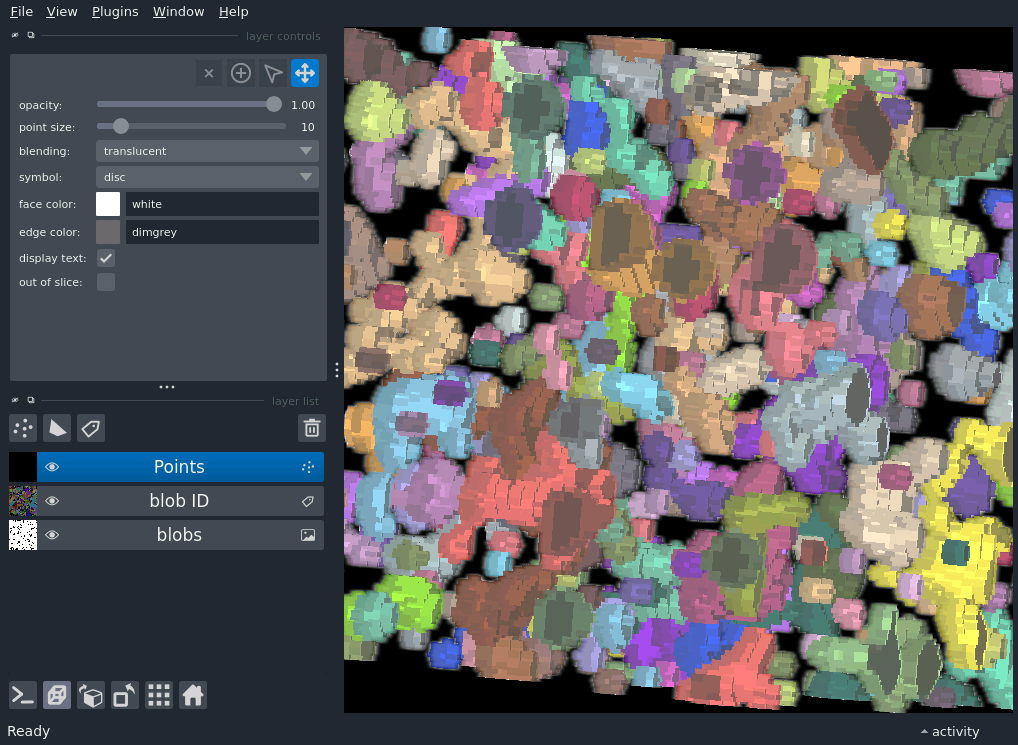 File View Plugins Window Help
layer controls
opacity: 1.00
point size: 10
blending: translucent
symbol: disc
face color: white
edge color: dimgrey
display text:
out of slice:
layer list
Points
blob ID
blobs
Ready
activity